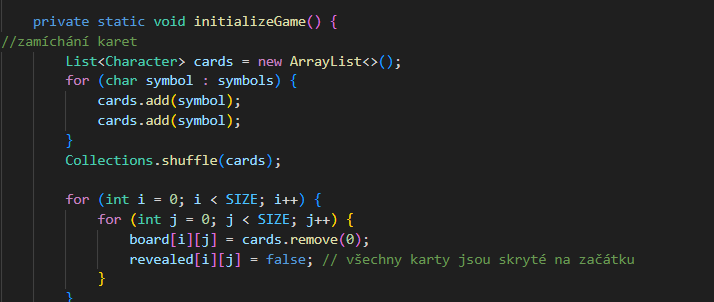 private static void initializeGame() {
//zamíchání karet
List<Character> cards = new ArrayList<>();
for (char symbol : symbols) {
cards.add(symbol);
cards.add(symbol);
}
Collections.shuffle(cards);
for (int i = 0; i < SIZE; i++) {
for (int j = 0; j < SIZE; j++) {
board[i][j] = cards.remove(0);
revealed[i][j] = false; // všechny karty jsou skryté na začátku
}
}